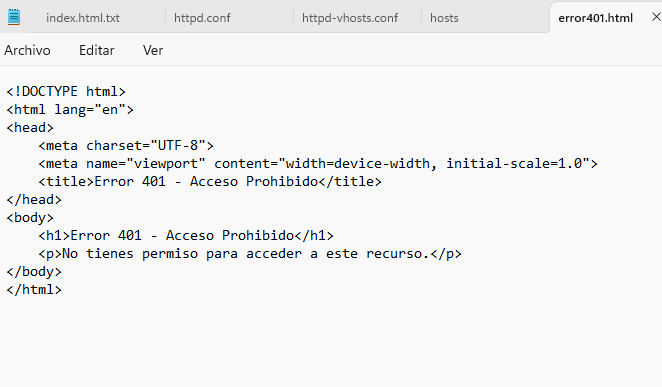 index.html.txt httpd.conf httpd-vhosts.conf hosts error401.html
Archivo Editar Ver
<!DOCTYPE html>
<html lang="en">
<head>
    <meta charset="UTF-8">
    <meta name="viewport" content="width=device-width, initial-scale=1.0">
    <title>Error 401 - Acceso Prohibido</title>
</head>
<body>
    <h1>Error 401 - Acceso Prohibido</h1>
    <p>No tienes permiso para acceder a este recurso.</p>
</body>
</html>